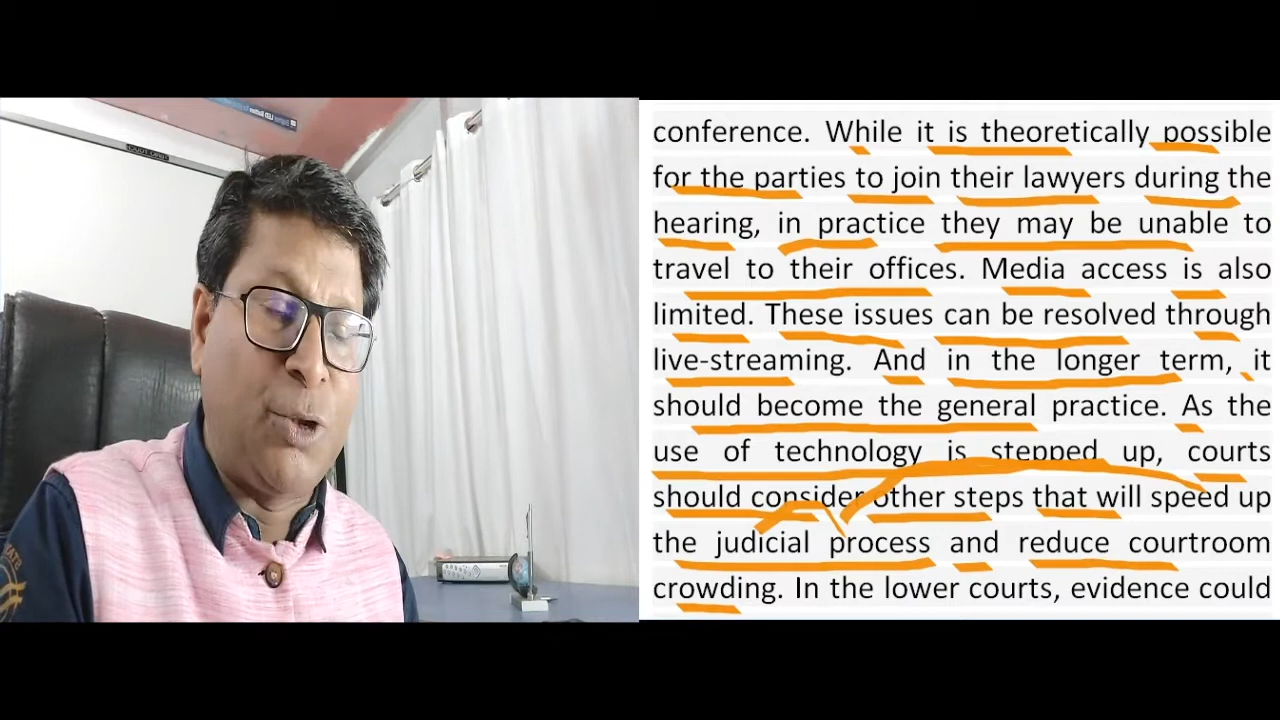 conference. While it is theoretically possible
for the parties to join their lawyers during the
hearing, in practice they may be unable to
travel to their offices. Media access is also
limited. These issues can be resolved through
live-streaming. And in the longer term, it
should become the general practice. As the
use of technology is stepped up, courts
should consider other steps that will speed up
the judicial process and reduce courtroom
crowding. In the lower courts, evidence could